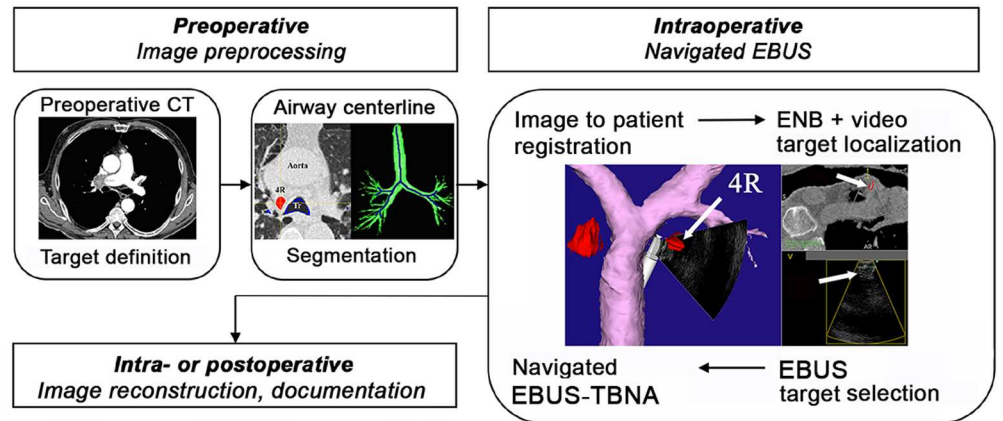 Preoperative
Image preprocessing
Intraoperative
Navigated EBUS
Preoperative CT
Target definition
Airway centerline
Aorta
4R
Tr
Segmentation
Image to patient
registration
ENB + video
target localization
4R
V
EBUS
target selection
Navigated
EBUS-TBNA
Intra- or postoperative
Image reconstruction, documentation